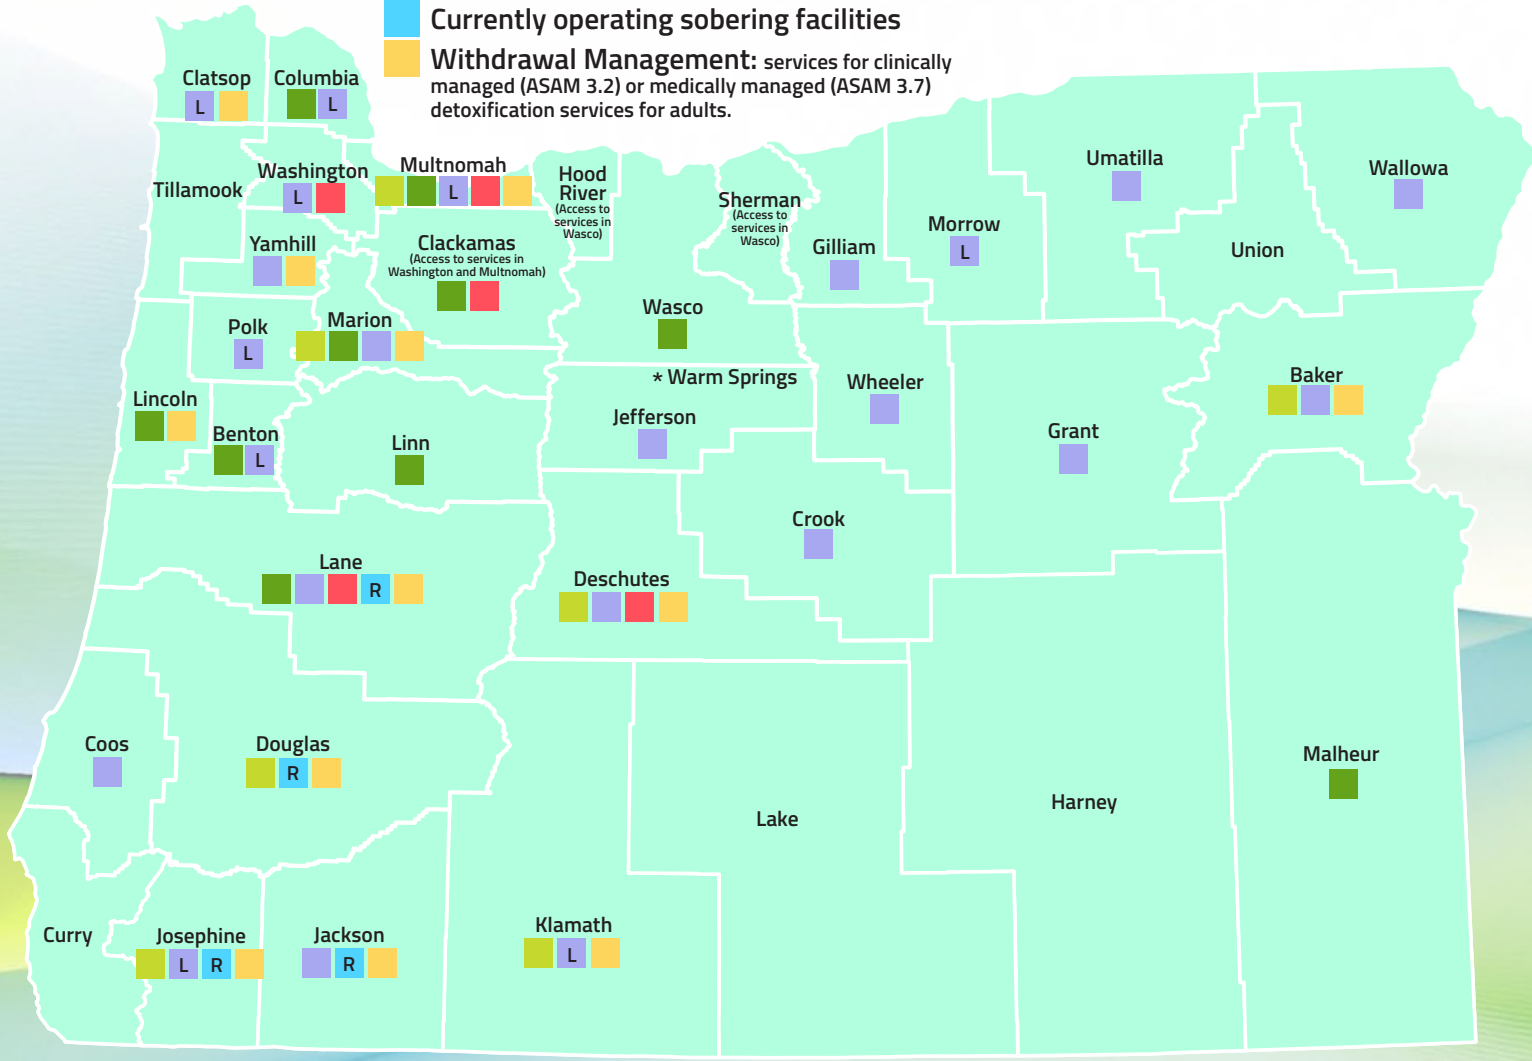 Currently operating sobering facilities
Withdrawal Management: services for clinically
managed (ASAM 3.2) or medically managed (ASAM 3.7)
detoxification services for adults.
Clatsop
L
Columbia
L
Tillamook
Washington
L
Multnomah
L
Hood
River
(Access to
services in
Wasco)
Sherman
(Access to
services in
Wasco)
Gilliam
Morrow
L
Umatilla
Union
Wallowa
Yamhill
Clackamas
(Access to services in
Washington and Multnomah)
Wasco
Polk
L
Marion
* Warm Springs
Jefferson
Wheeler
Grant
Baker
Lincoln
Benton
L
Linn
Crook
Lane
R
Deschutes
Coos
Douglas
R
Lake
Harney
Malheur
Curry
Josephine
L
R
Jackson
R
Klamath
L